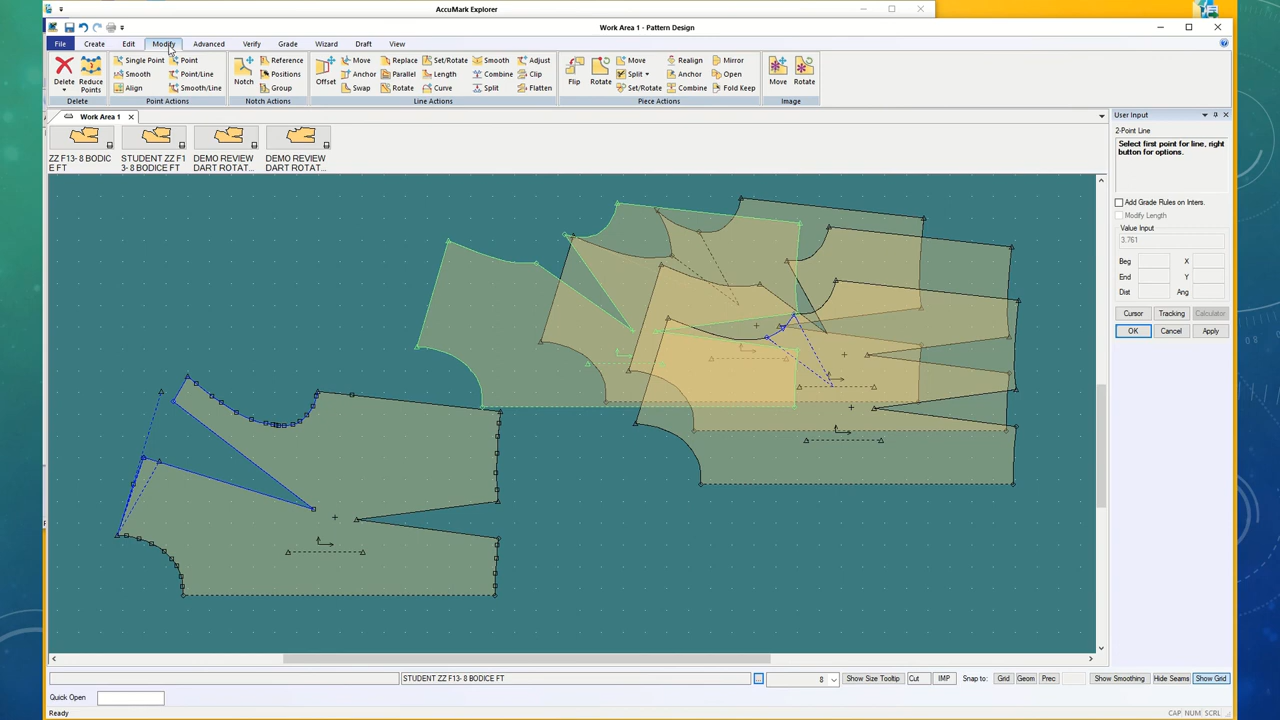 AccuMark Explorer
Work Area 1 - Pattern Design
File Create Edit Modify Advanced Verify Grade Wizard Draft View
Single Point Point Reference Move Replace Set/Rotate Smooth Adjust Move Realign Mirror
Smooth Point/Line Positions Anchor Parallel Length Combine Clip Split Anchor Open
Delete Reduce Points Align Smooth/Line Notch Group Offset Swap Rotate Curve Split Flatten Flip Rotate Set/Rotate Combine Fold Keep Move Rotate
Delete Point Actions Notch Actions Line Actions Piece Actions Image
Work Area 1
ZZ F13- 8 BODIC
E FT
STUDENT ZZ F1
3- 8 BODICE FT
DEMO REVIEW
DART ROTAT...
DEMO REVIEW
DART ROTAT...
User Input
2-Point Line
Select first point for line, right
button for options.
Add Grade Rules on Inters.
Modify Length
Value Input
3.761
Beg X
End Y
Dist Ang
Cursor Tracking Calculator
OK Cancel Apply
STUDENT ZZ F13- 8 BODICE FT ... 8 Show Size Tooltip Cut IMP Snap to: Grid Geom Prec Show Smoothing Hide Seams Show Grid
Quick Open
Ready CAP NUM SCRL